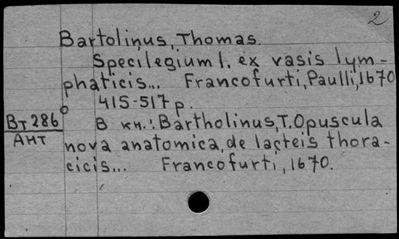 2
Bartolinus, Thomas.
Specilegium I. ex vasis lym-
phaticis... Francofurti, Paulli, 1670
415-517 p.
Вт 286
Ант
В кн.: Bartholinus, T. Opuscula
nova anatomica, de lacteis thora-
cicis... Francofurti, 1670.